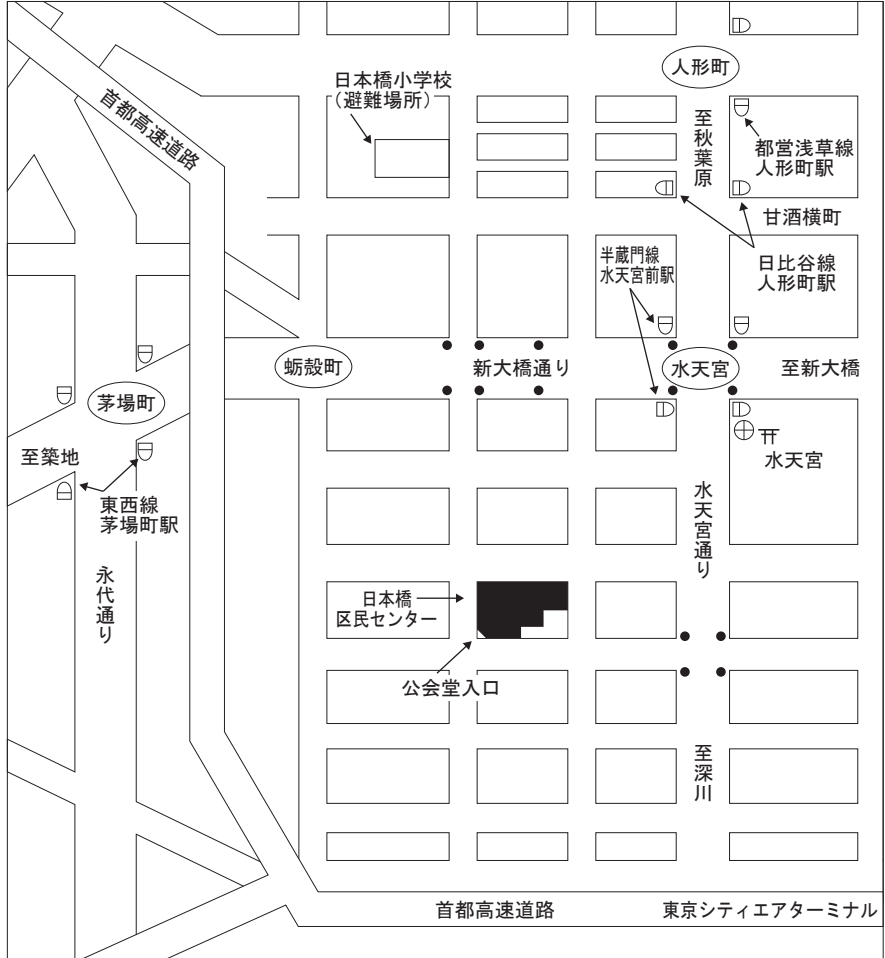 人形町
日本橋小学校
（避難場所）
首都高速道路
至秋葉原
都営浅草線
人形町駅
甘酒横町
日比谷線
人形町駅
半蔵門線
水天宮前駅
蛎殻町
新大橋通り
水天宮
至新大橋
茅場町
至築地
水天宮
東西線
茅場町駅
水天宮通り
永代通り
日本橋
区民センター
公会堂入口
至深川
首都高速道路
東京シティエアターミナル